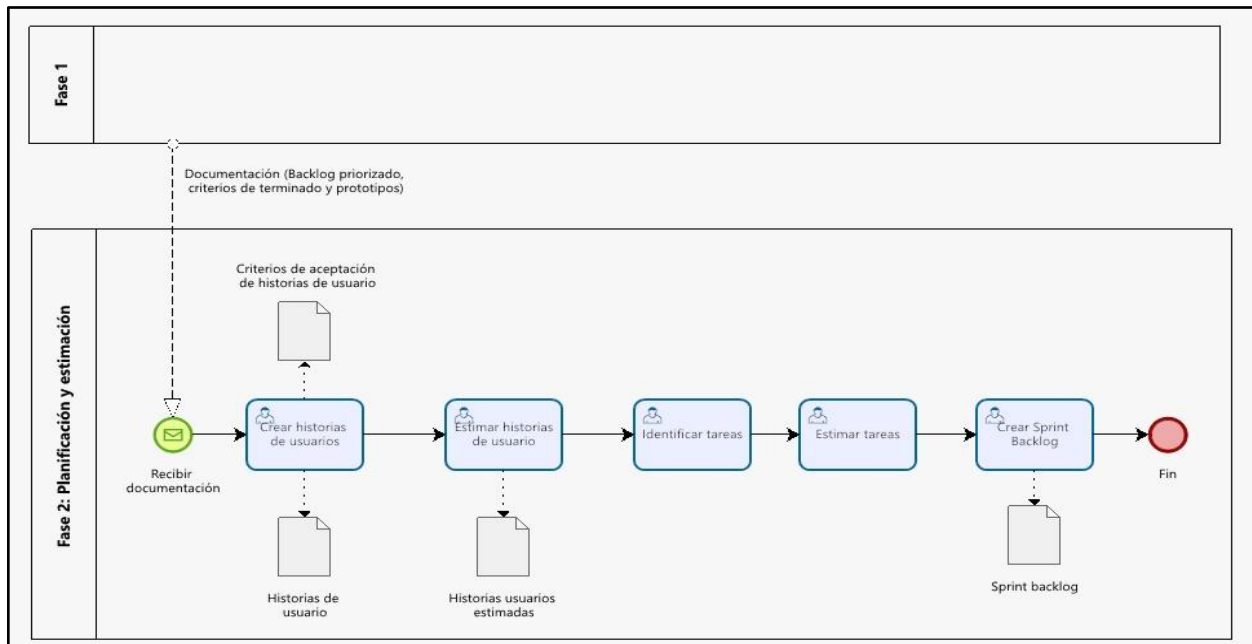 Fase 1
Documentación (Backlog priorizado,
criterios de terminado y prototipos)
Fase 2: Planificación y estimación
Criterios de aceptación
de historias de usuario
Recibir
documentación
Crear historias
de usuarios
Estimar historias
de usuario
Identificar tareas
Estimar tareas
Crear Sprint
Backlog
Fin
Historias de
usuario
Historias usuarios
estimadas
Sprint backlog